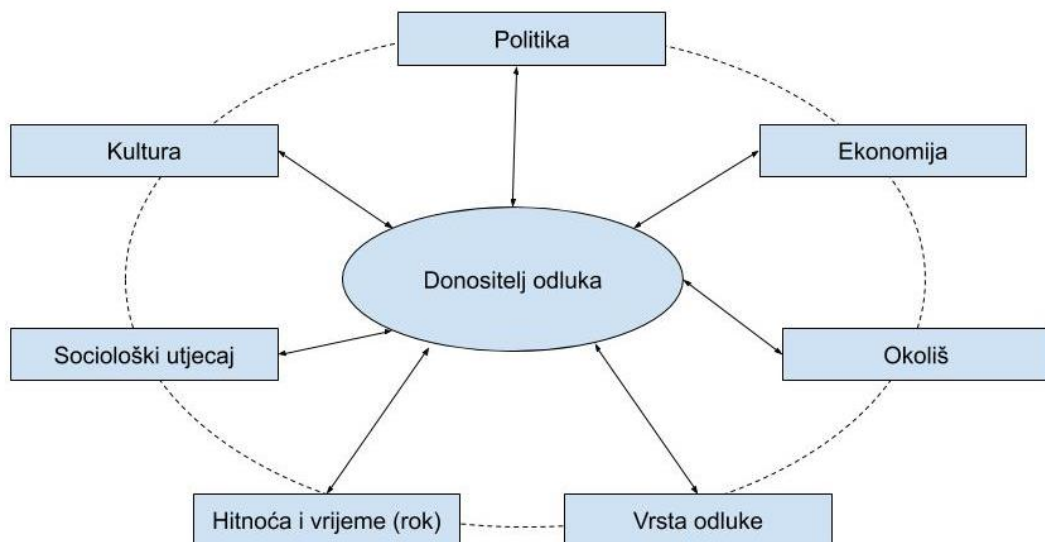 Politika
Kultura
Ekonomija
Donositelj odluka
Sociološki utjecaj
Okoliš
Hitnoća i vrijeme (rok)
Vrsta odluke